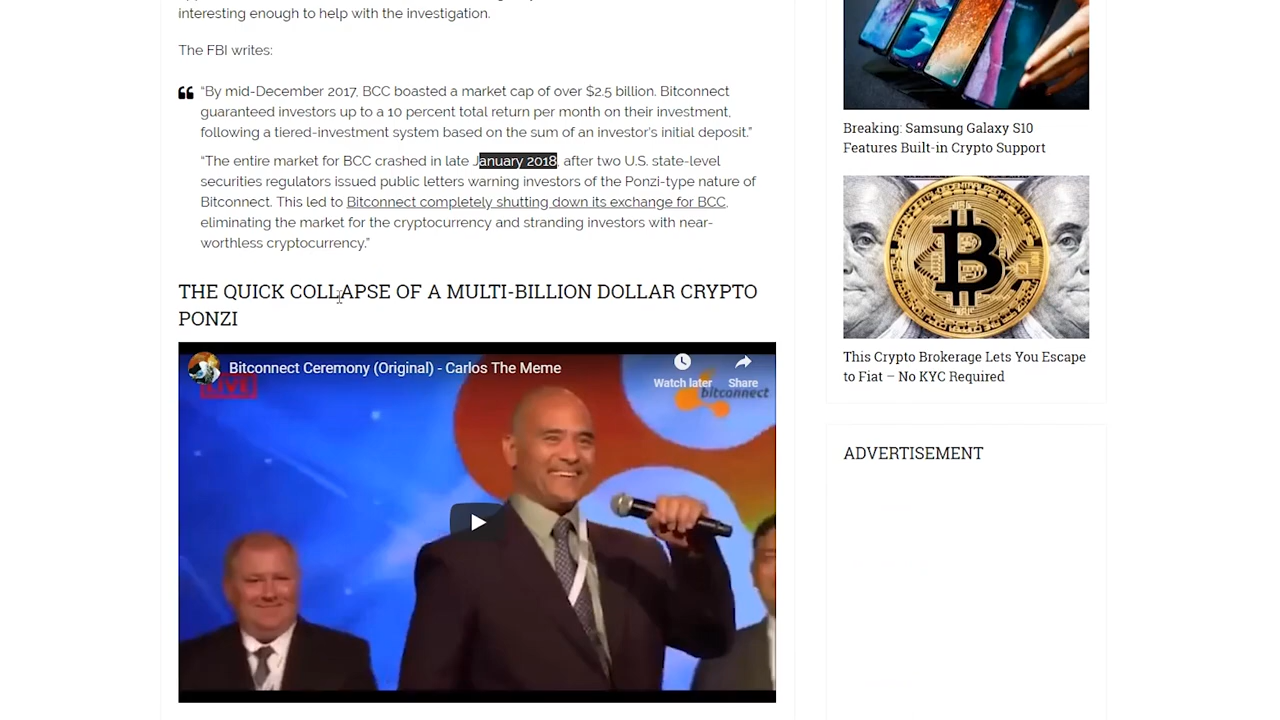 interesting enough to help with the investigation.
The FBI writes:
“By mid-December 2017, BCC boasted a market cap of over $2.5 billion. Bitconnect
guaranteed investors up to a 10 percent total return per month on their investment,
following a tiered-investment system based on the sum of an investor’s initial deposit.”
“The entire market for BCC crashed in late January 2018, after two U.S. state-level
securities regulators issued public letters warning investors of the Ponzi-type nature of
Bitconnect. This led to Bitconnect completely shutting down its exchange for BCC,
eliminating the market for the cryptocurrency and stranding investors with near-
worthless cryptocurrency.”
THE QUICK COLLAPSE OF A MULTI-BILLION DOLLAR CRYPTO
PONZI
Bitconnect Ceremony (Original) - Carlos The Meme
Watch later
Share
LIVE
bitconnect
Breaking: Samsung Galaxy S10
Features Built-in Crypto Support
This Crypto Brokerage Lets You Escape
to Fiat – No KYC Required
ADVERTISEMENT